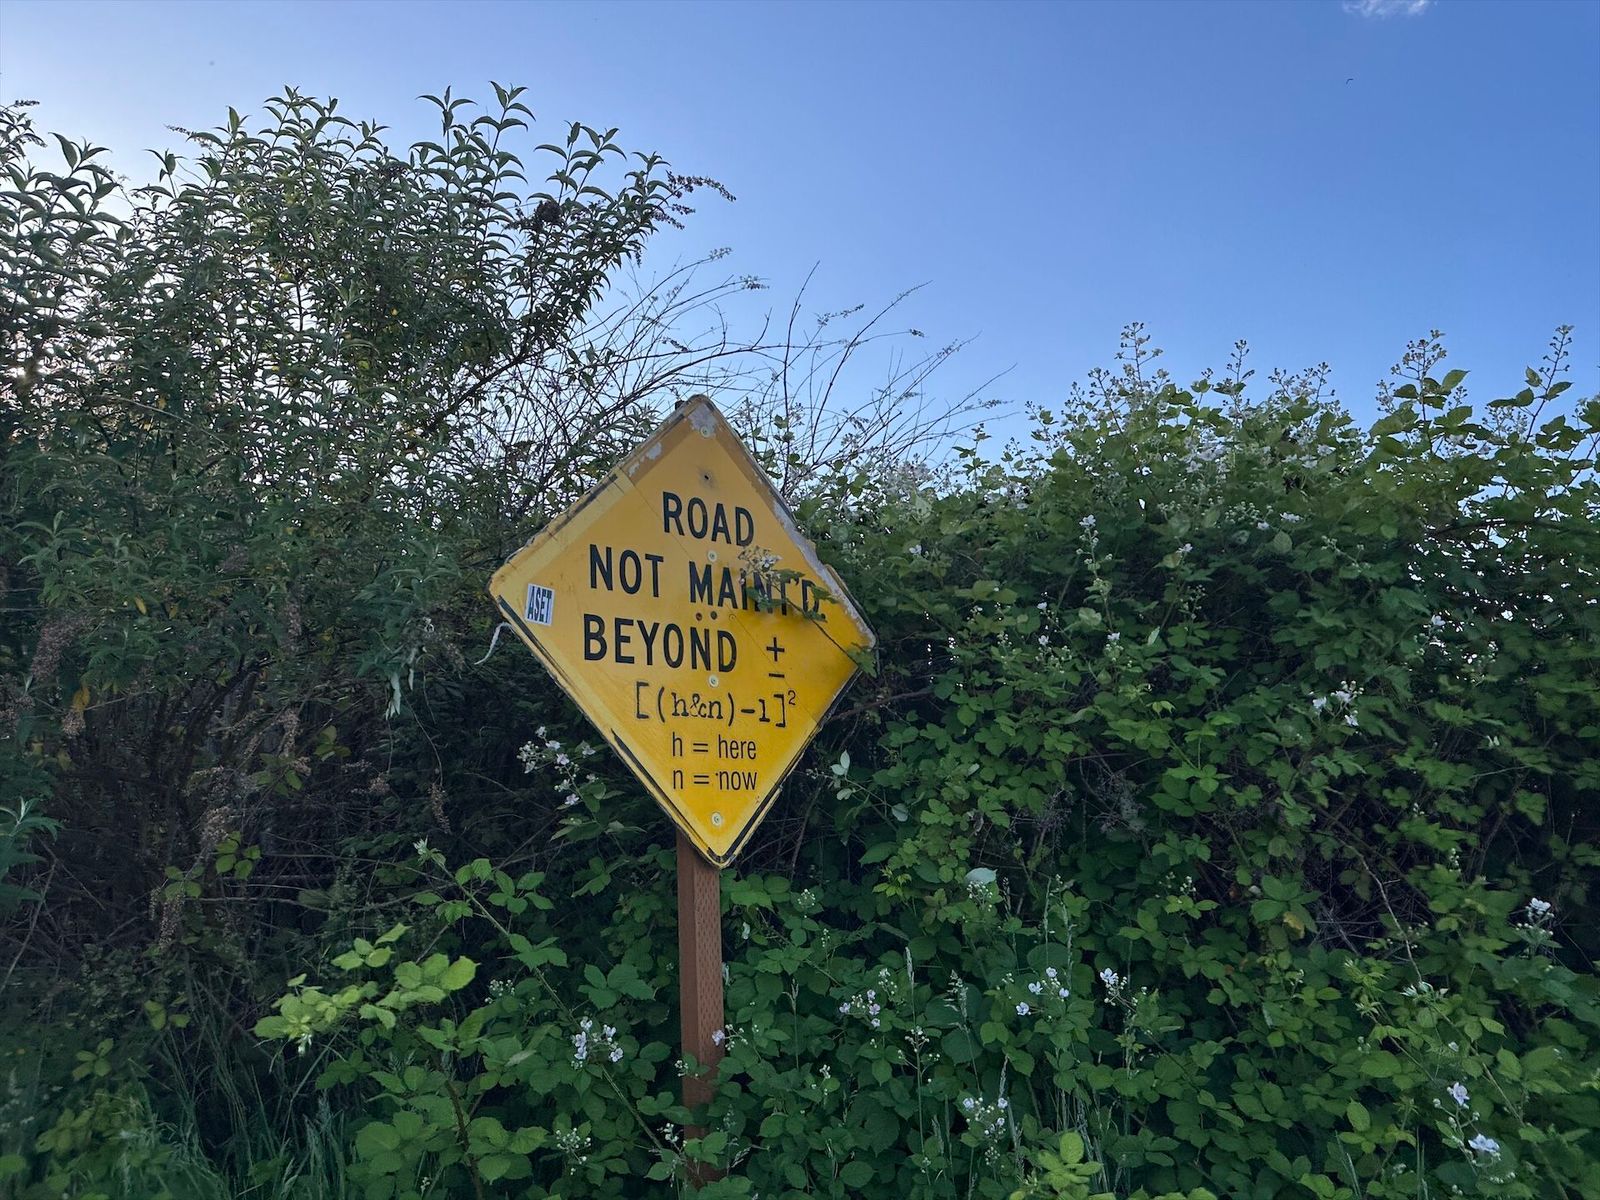 ROAD
NOT MAINT'D
BEYOND ±
[(h&n)-1]²
h = here
n = now
ASET